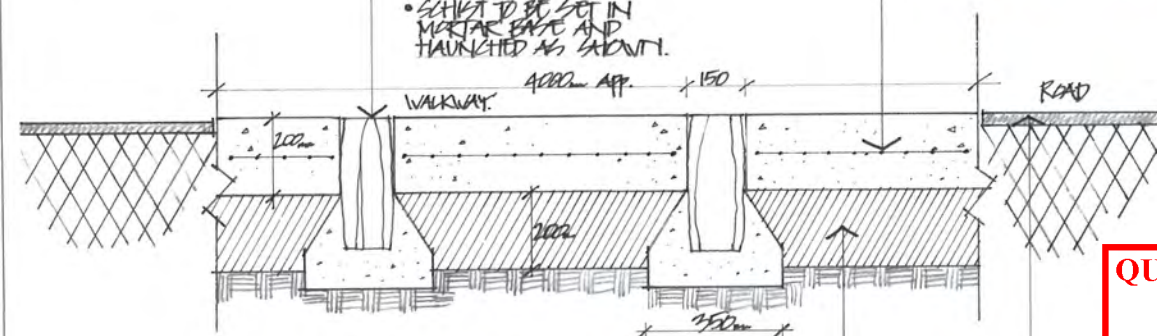 • SCHIST TO BE SET IN
MORTAR BASE AND
HAUNCHED AS SHOWN.
4000mm APP.
150
WALKWAY.
ROAD
200mm
200
350mm
QU